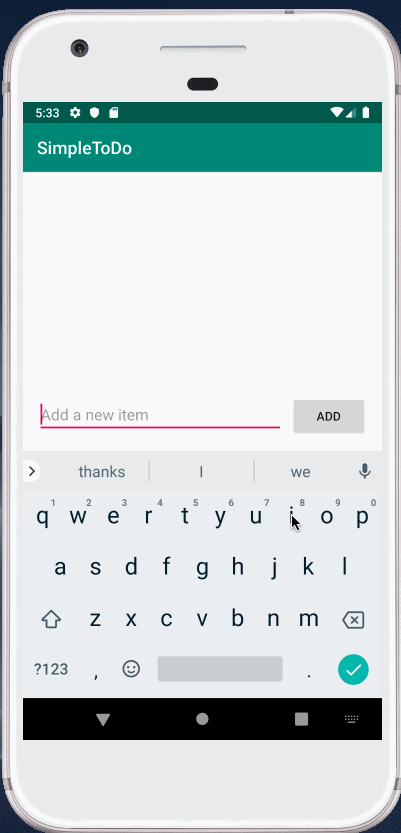 5:33
SimpleToDo
Add a new item ADD
thanks I we
1 2 3 4 5 6 7 8 9 0
q w e r t y u i o p
a s d f g h j k l
z x c v b n m
?123 , .